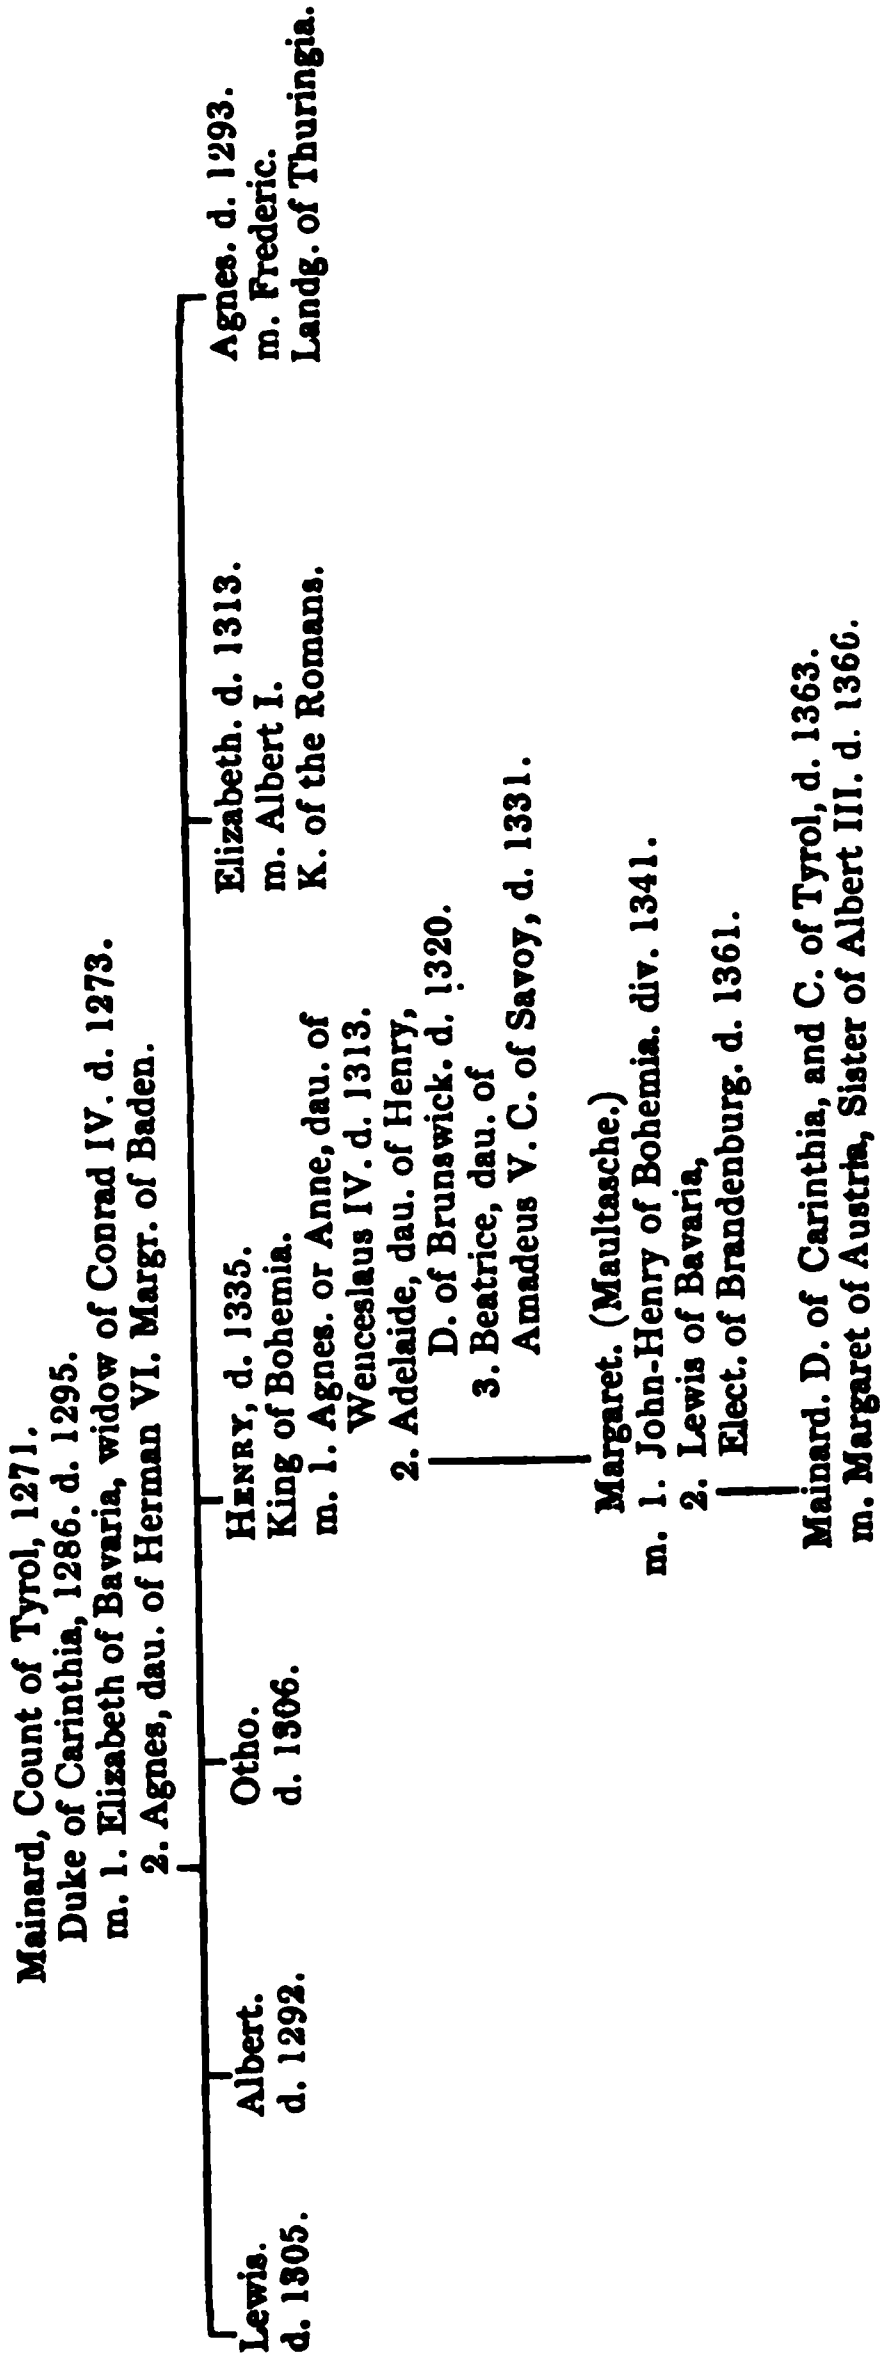 Mainard, Count of Tyrol, 1271.
Duke of Carinthia, 1286. d. 1295.
m. 1. Elizabeth of Bavaria, widow of Conrad IV. d. 1273.
2. Agnes, dau. of Herman VI. Margr. of Baden.
Lewis.
d. 1305.
Albert.
d. 1292.
Otho.
d. 1306.
HENRY, d. 1335.
King of Bohemia.
m. 1. Agnes. or Anne, dau. of
Wenceslaus IV. d. 1313.
2. Adelaide, dau. of Henry,
D. of Brunswick. d. 1320.
3. Beatrice, dau. of
Amadeus V. C. of Savoy, d. 1331.
Elizabeth. d. 1313.
m. Albert I.
K. of the Romans.
Agnes. d. 1293.
m. Frederic.
Landg. of Thuringia.
Margaret. (Maultasche.)
m. 1. John-Henry of Bohemia. div. 1341.
2. Lewis of Bavaria,
Elect. of Brandenburg. d. 1361.
Mainard. D. of Carinthia, and C. of Tyrol, d. 1363.
m. Margaret of Austria, Sister of Albert III. d. 1366.